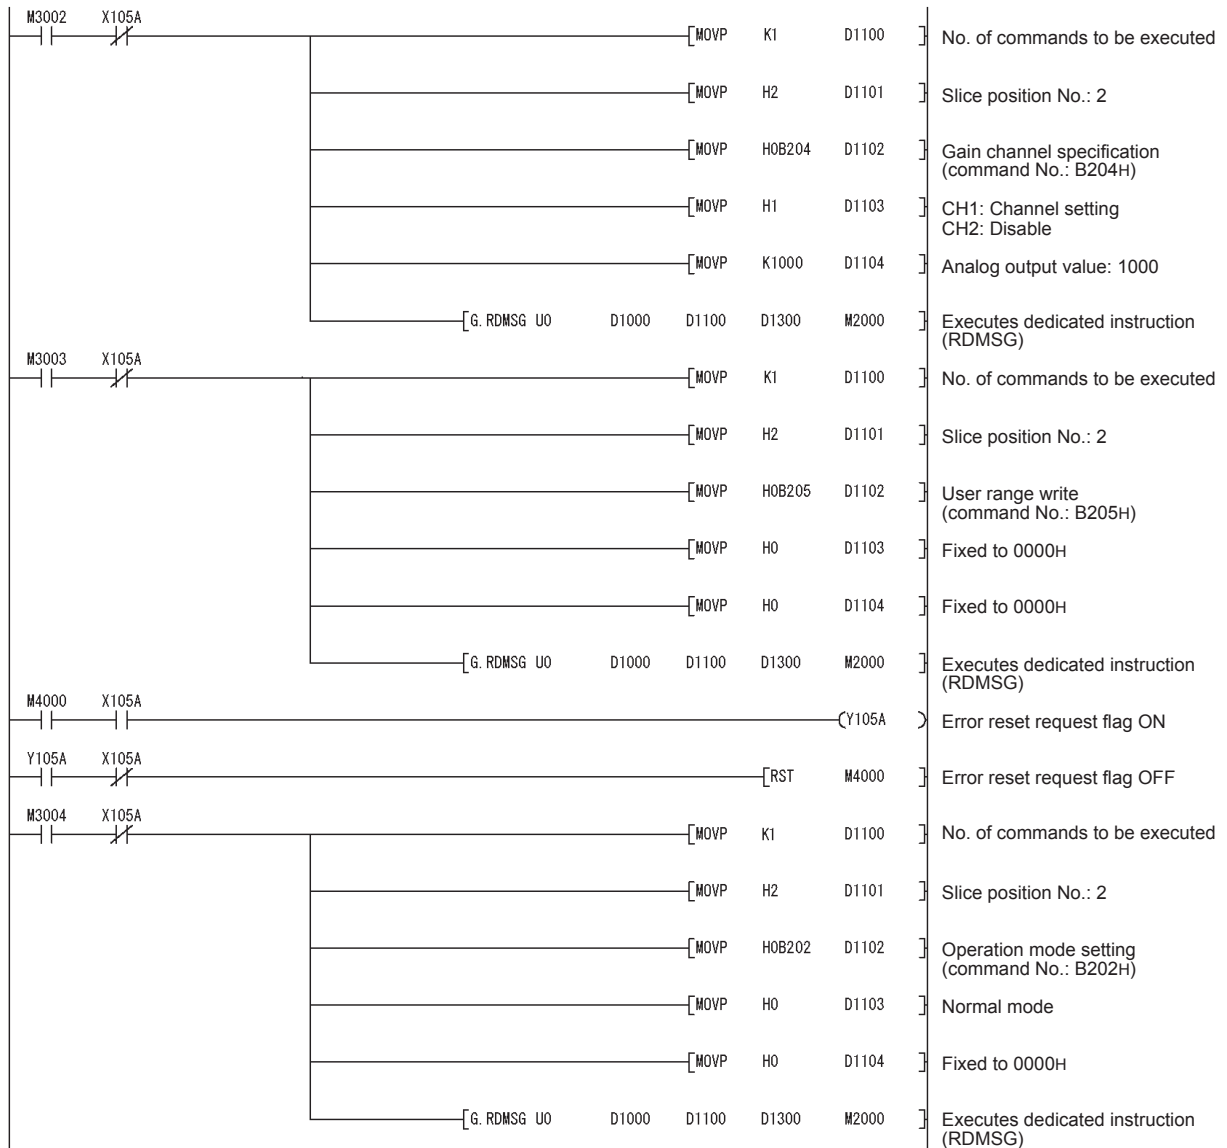 M3002 X105A
[MOVP K1 D1100 ] No. of commands to be executed
[MOVP H2 D1101 ] Slice position No.: 2
[MOVP H0B204 D1102 ] Gain channel specification
(command No.: B204H)
[MOVP H1 D1103 ] CH1: Channel setting
CH2: Disable
[MOVP K1000 D1104 ] Analog output value: 1000
[G.RDMSG U0 D1000 D1100 D1300 M2000 ] Executes dedicated instruction
(RDMSG)
M3003 X105A
[MOVP K1 D1100 ] No. of commands to be executed
[MOVP H2 D1101 ] Slice position No.: 2
[MOVP H0B205 D1102 ] User range write
(command No.: B205H)
[MOVP H0 D1103 ] Fixed to 0000H
[MOVP H0 D1104 ] Fixed to 0000H
[G.RDMSG U0 D1000 D1100 D1300 M2000 ] Executes dedicated instruction
(RDMSG)
M4000 X105A
(Y105A ) Error reset request flag ON
Y105A X105A
[RST M4000 ] Error reset request flag OFF
M3004 X105A
[MOVP K1 D1100 ] No. of commands to be executed
[MOVP H2 D1101 ] Slice position No.: 2
[MOVP H0B202 D1102 ] Operation mode setting
(command No.: B202H)
[MOVP H0 D1103 ] Normal mode
[MOVP H0 D1104 ] Fixed to 0000H
[G.RDMSG U0 D1000 D1100 D1300 M2000 ] Executes dedicated instruction
(RDMSG)